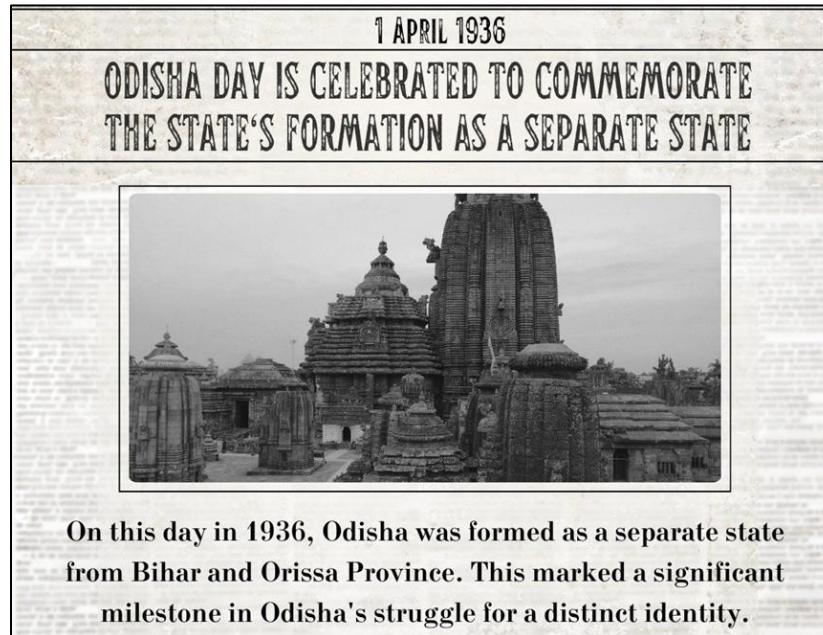 1 APRIL 1936
ODISHA DAY IS CELEBRATED TO COMMEMORATE
THE STATE‘S FORMATION AS A SEPARATE STATE
On this day in 1936, Odisha was formed as a separate state
from Bihar and Orissa Province. This marked a significant
milestone in Odisha's struggle for a distinct identity.